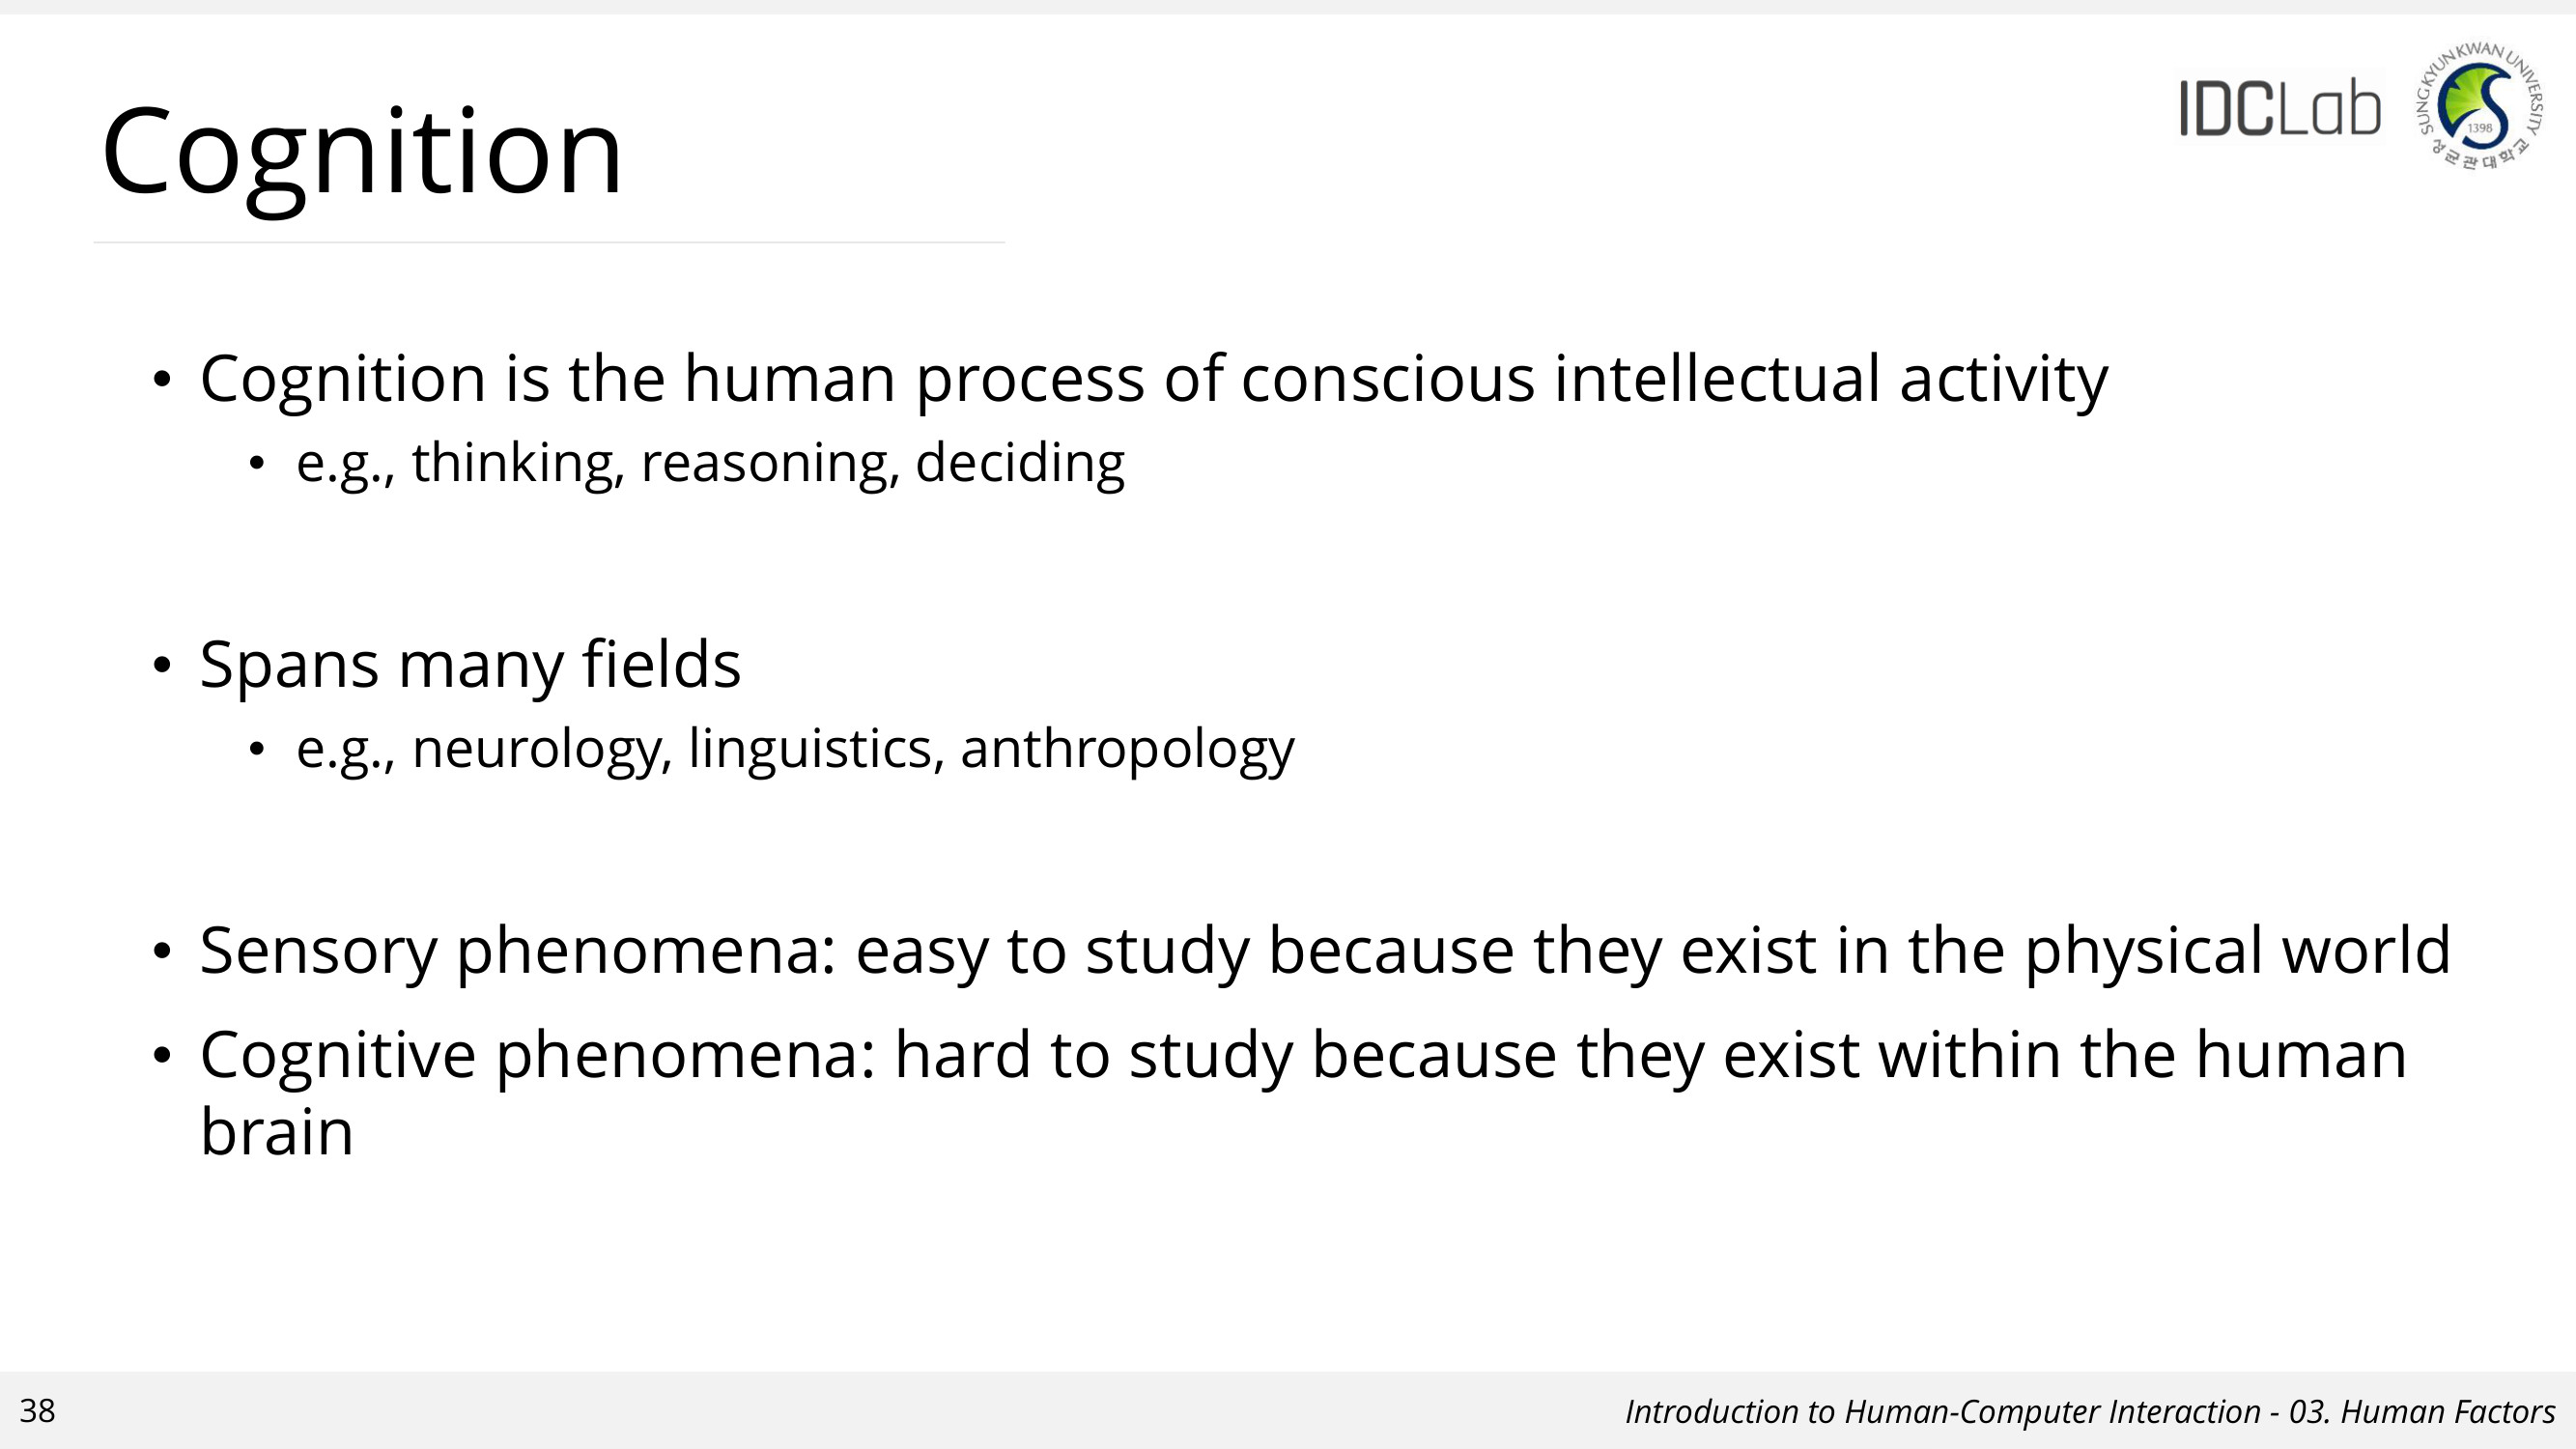 Cognition
IDCLab
SUNGKYUNKWAN UNIVERSITY
1398
성균관대학교
• Cognition is the human process of conscious intellectual activity
• e.g., thinking, reasoning, deciding
• Spans many fields
• e.g., neurology, linguistics, anthropology
• Sensory phenomena: easy to study because they exist in the physical world
• Cognitive phenomena: hard to study because they exist within the human
brain
38
Introduction to Human-Computer Interaction - 03. Human Factors